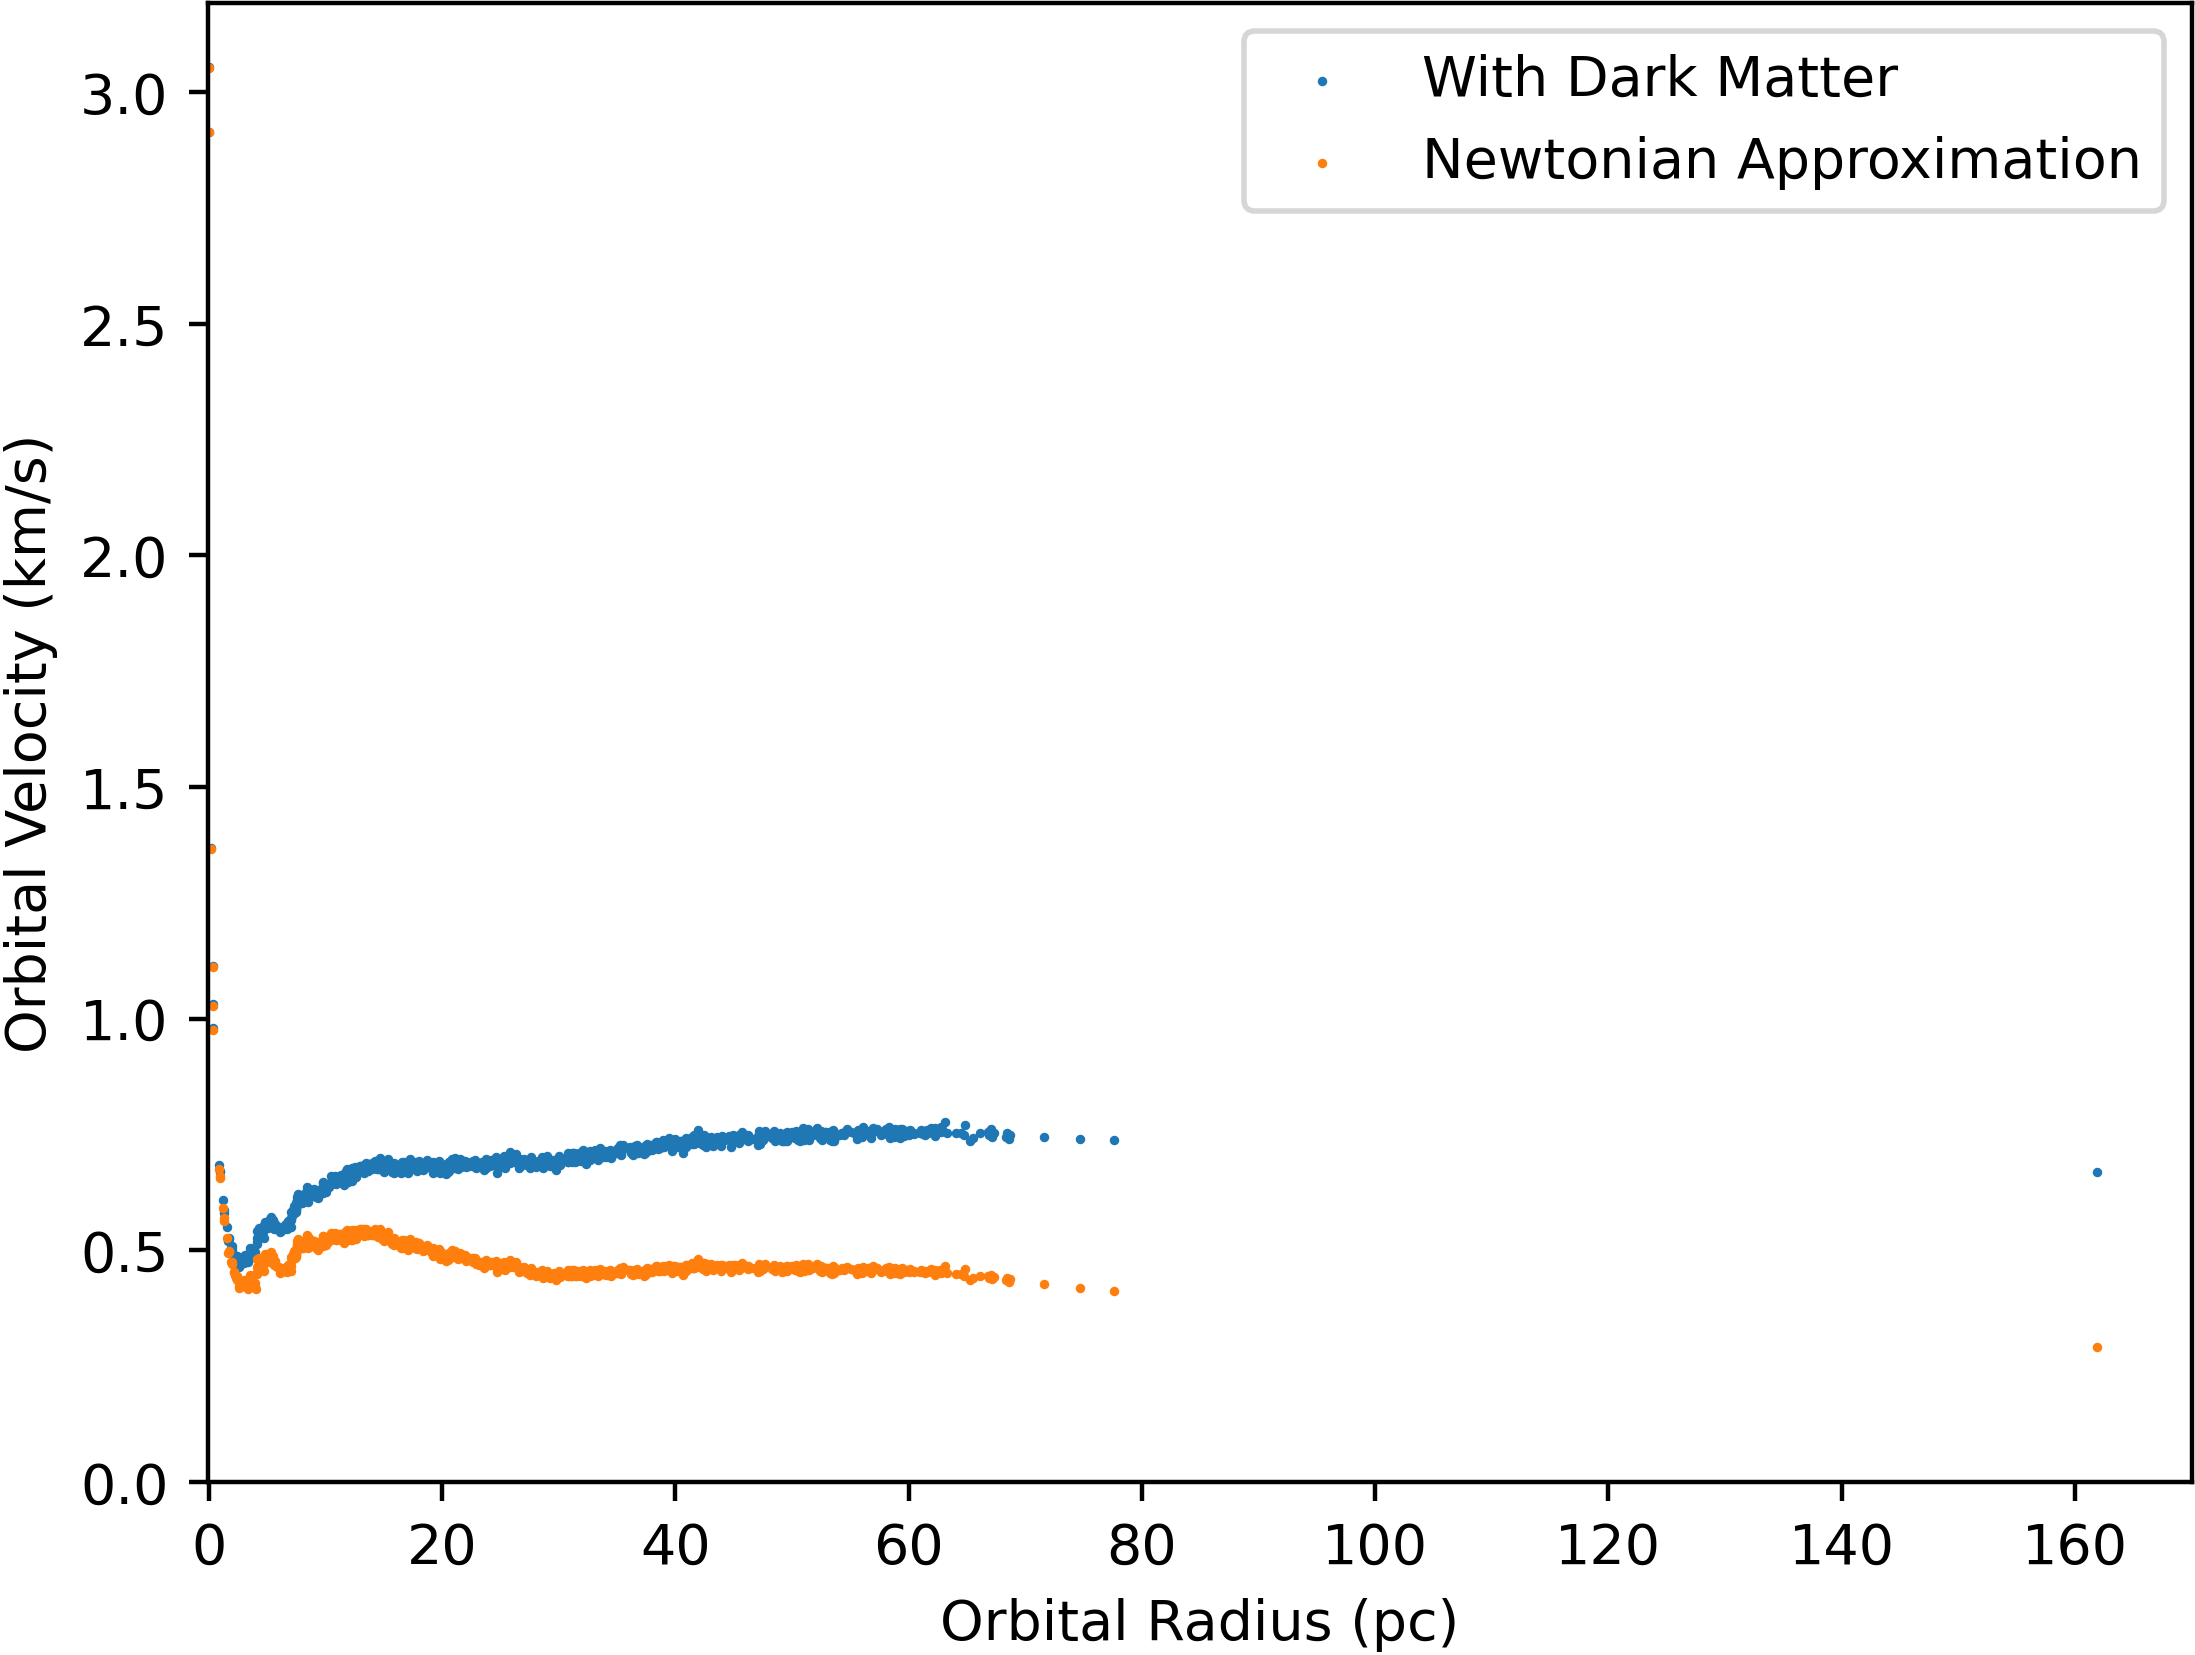 With Dark Matter
Newtonian Approximation
3.0
2.5
2.0
1.5
1.0
0.5
0.0
Orbital Velocity (km/s)
0 20 40 60 80 100 120 140 160
Orbital Radius (pc)